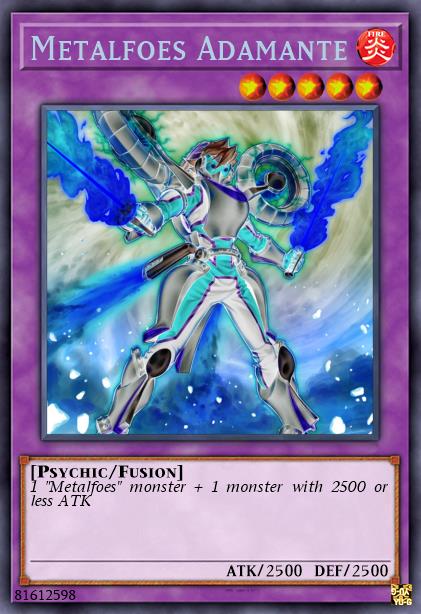 Metalfoes Adamante
FIRE
炎
[Psychic/Fusion]
1 "Metalfoes" monster + 1 monster with 2500 or
less ATK
ATK/2500 DEF/2500
81612598